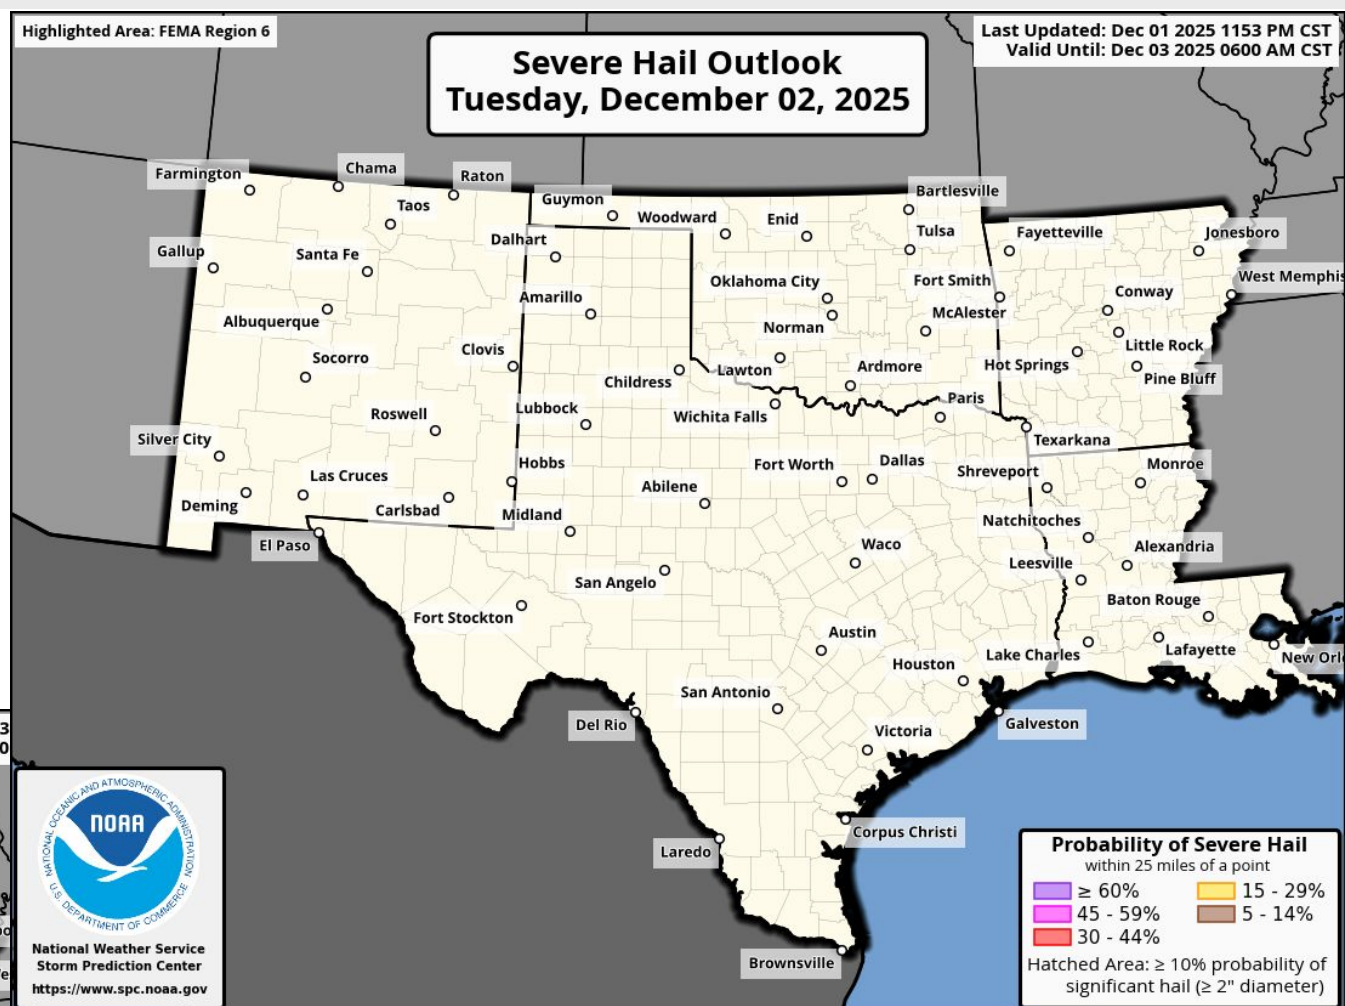 Highlighted Area: FEMA Region 6
Last Updated: Dec 01 2025 1153 PM CST
Valid Until: Dec 03 2025 0600 AM CST
Severe Hail Outlook
Tuesday, December 02, 2025
Farmington
Chama
Raton
Guymon
Bartlesville
Taos
Woodward
Enid
Tulsa
Fayetteville
Jonesboro
Gallup
Santa Fe
Dalhart
Oklahoma City
Fort Smith
West Memphis
Albuquerque
Amarillo
Norman
McAlester
Conway
Socorro
Clovis
Childress
Lawton
Ardmore
Hot Springs
Little Rock
Pine Bluff
Roswell
Lubbock
Wichita Falls
Paris
Silver City
Texarkana
Las Cruces
Hobbs
Abilene
Fort Worth
Dallas
Shreveport
Monroe
Deming
Carlsbad
Midland
Natchitoches
El Paso
San Angelo
Waco
Leesville
Alexandria
Fort Stockton
Baton Rouge
Austin
Houston
Lake Charles
Lafayette
New Orl
San Antonio
Del Rio
Victoria
Galveston
3
0
Laredo
Corpus Christi
Brownsville
NATIONAL OCEANIC AND ATMOSPHERIC ADMINISTRATION
NOAA
U.S. DEPARTMENT OF COMMERCE
National Weather Service
Storm Prediction Center
https://www.spc.noaa.gov
Probability of Severe Hail
within 25 miles of a point
≥ 60%
15 - 29%
45 - 59%
5 - 14%
30 - 44%
Hatched Area: ≥ 10% probability of
significant hail (≥ 2" diameter)